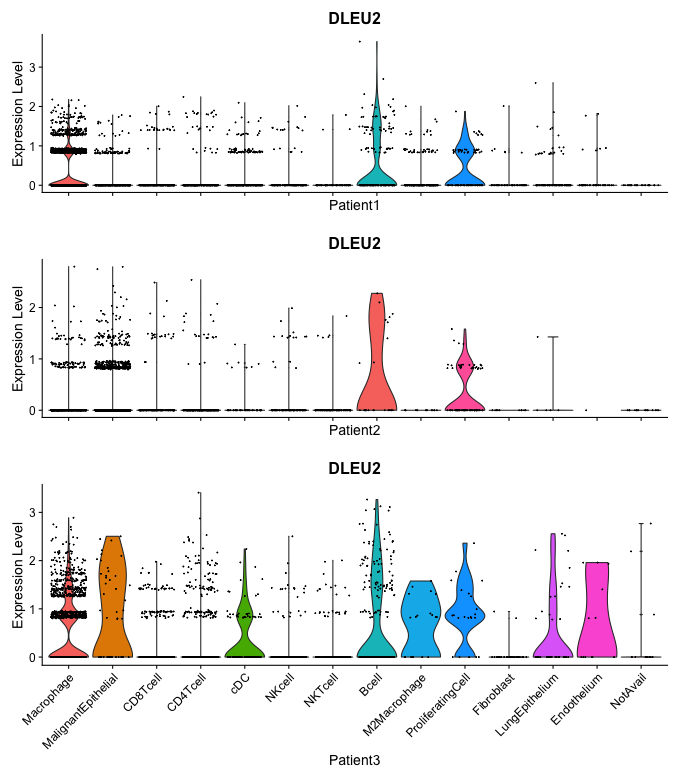 DLEU2
Expression Level
3
2
1
0
Patient1
DLEU2
Expression Level
2
1
0
Patient2
DLEU2
Expression Level
3
2
1
0
Macrophage
MalignantEpithelial
CD8Tcell
CD4Tcell
cDC
NKcell
NKTcell
Bcell
M2Macrophage
ProliferatingCell
Fibroblast
LungEpithelium
Endothelium
NotAvail
Patient3